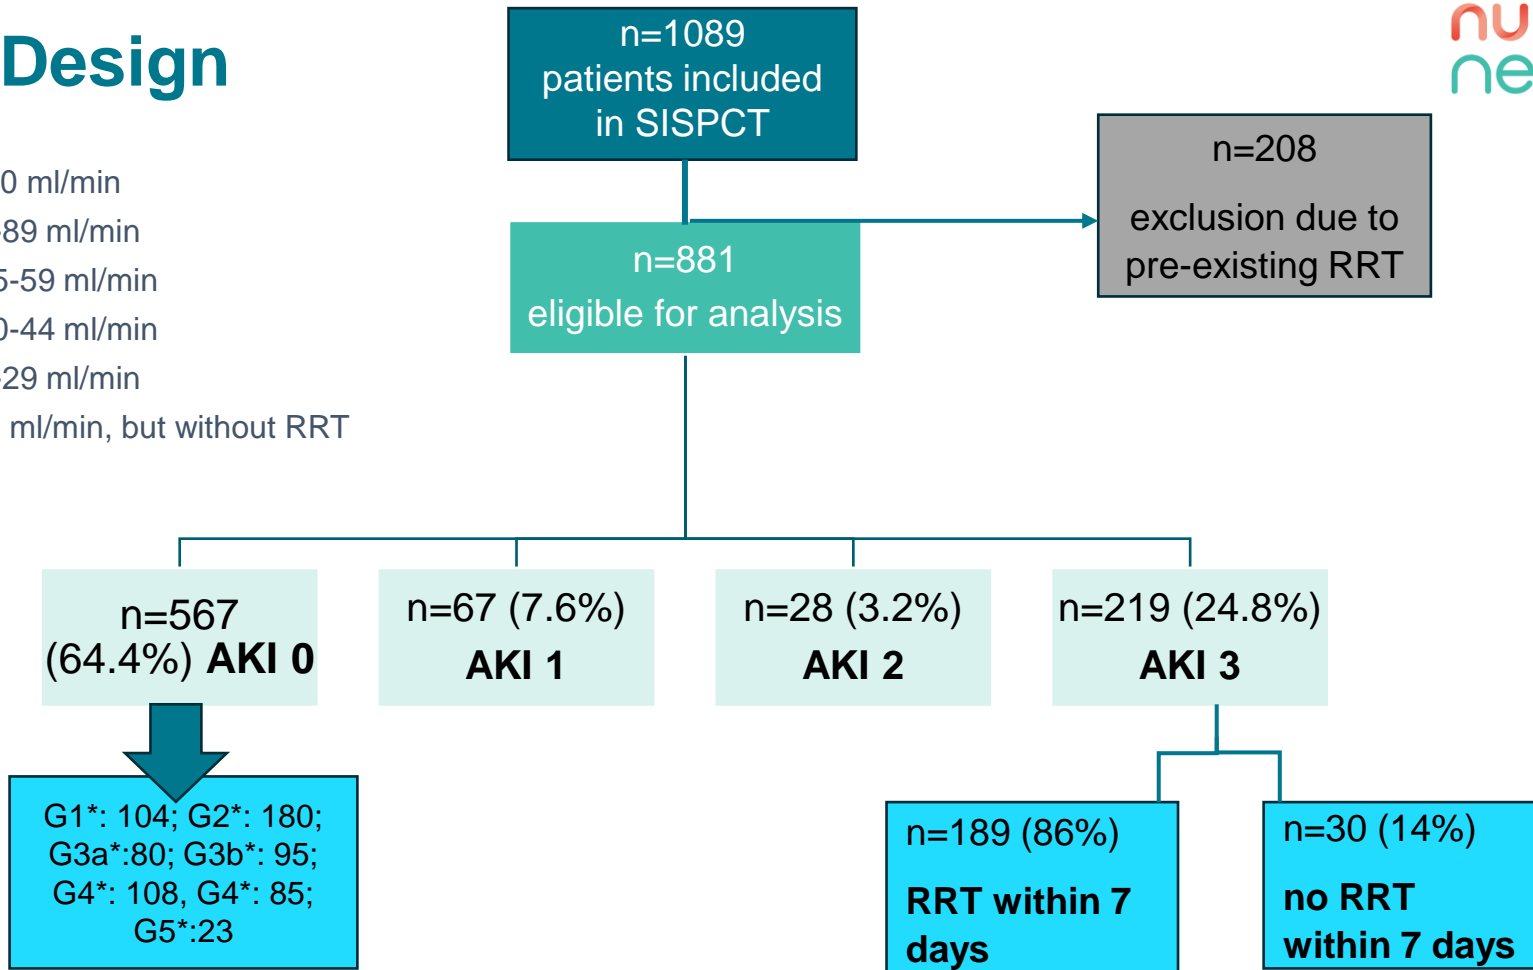 Design
n=1089
patients included
in SISPCT
nu
ne
n=208
exclusion due to
pre-existing RRT
0 ml/min
-89 ml/min
5-59 ml/min
0-44 ml/min
-29 ml/min
ml/min, but without RRT
n=881
eligible for analysis
n=567
(64.4%) AKI 0
n=67 (7.6%)
AKI 1
n=28 (3.2%)
AKI 2
n=219 (24.8%)
AKI 3
G1*: 104; G2*: 180;
G3a*:80; G3b*: 95;
G4*: 108, G4*: 85;
G5*:23
n=189 (86%)
RRT within 7
days
n=30 (14%)
no RRT
within 7 days